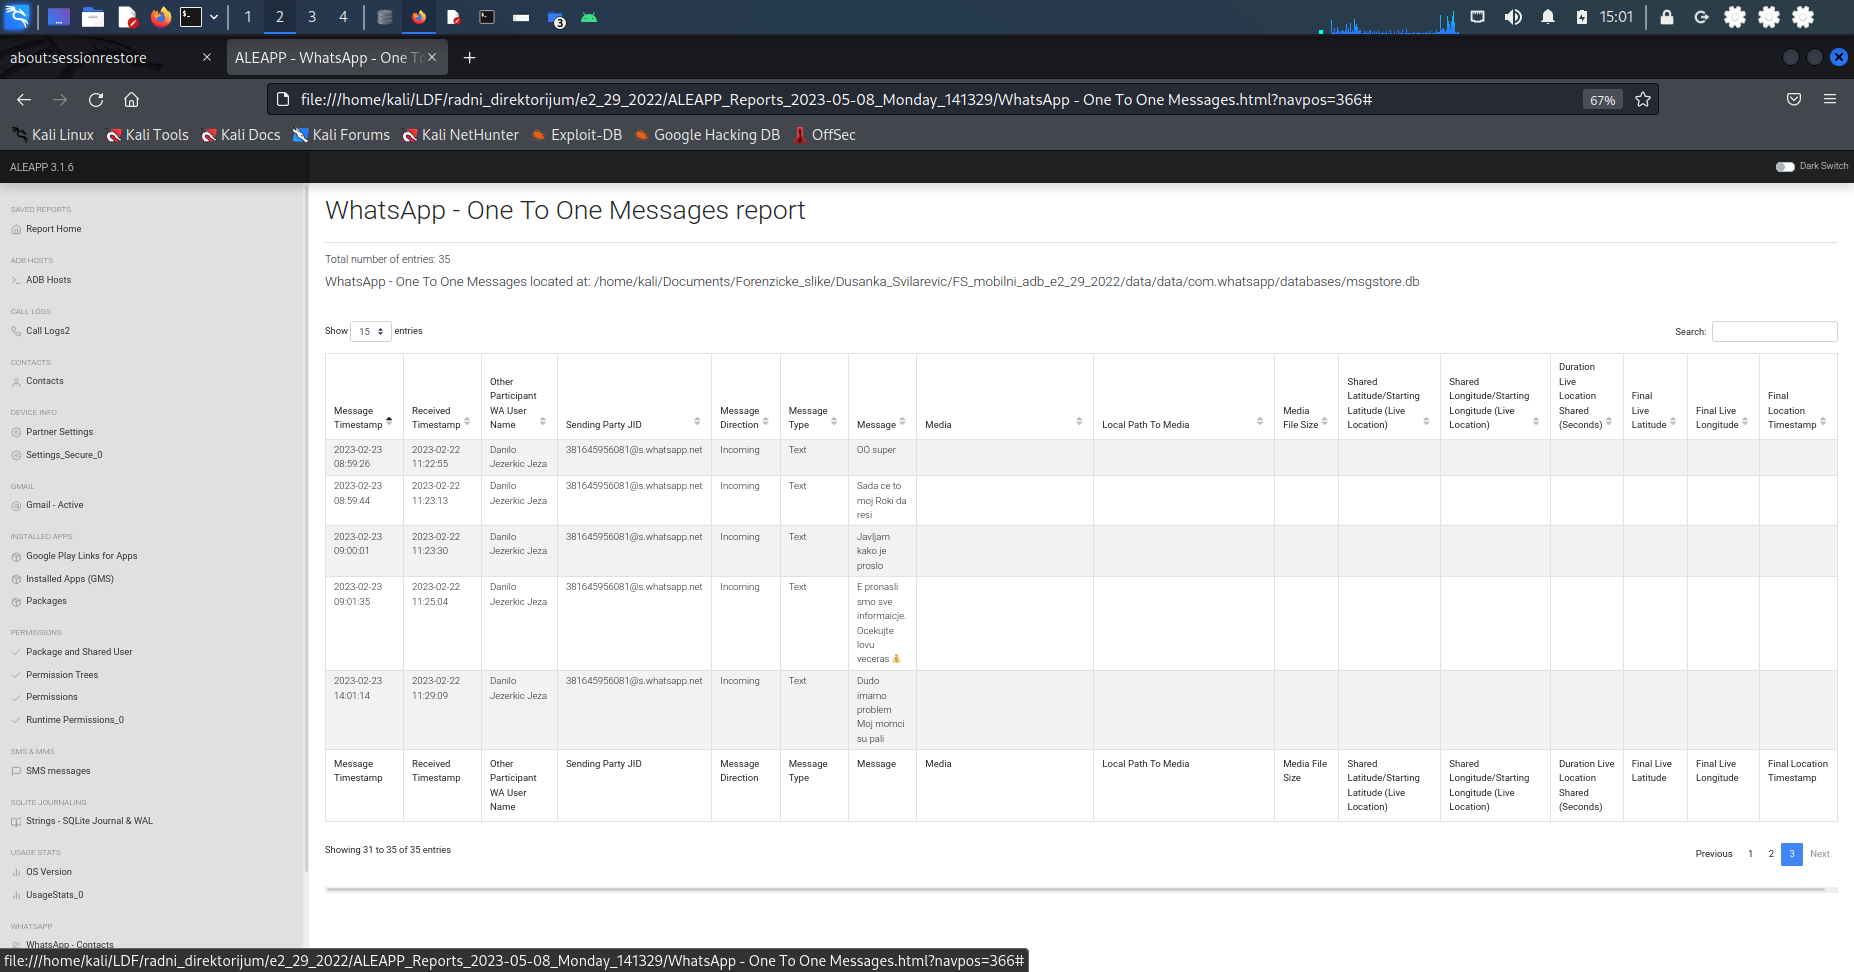 1 2 3 4 3 15:01
about:sessionrestore
ALEAPP - WhatsApp - One To
file:///home/kali/LDF/radni_direktorijum/e2_29_2022/ALEAPP_Reports_2023-05-08_Monday_141329/WhatsApp - One To One Messages.html?navpos=366#
67%
Kali Linux Kali Tools Kali Docs Kali Forums Kali NetHunter Exploit-DB Google Hacking DB OffSec
ALEAPP 3.1.6
Dark Switch
SAVED REPORTS
Report Home
ADB HOSTS
ADB Hosts
CALL LOGS
Call Logs2
CONTACTS
Contacts
DEVICE INFO
Partner Settings
Settings_Secure_0
GMAIL
Gmail - Active
INSTALLED APPS
Google Play Links for Apps
Installed Apps (GMS)
Packages
PERMISSIONS
Package and Shared User
Permission Trees
Permissions
Runtime Permissions_0
SMS & MMS
SMS messages
SQLITE JOURNALING
Strings - SQLite Journal & WAL
USAGE STATS
OS Version
UsageStats_0
WHATSAPP
WhatsApp - Contacts
WhatsApp - One To One Messages report
Total number of entries: 35
WhatsApp - One To One Messages located at: /home/kali/Documents/Forenzicke_slike/Dusanka_Svilarevic/FS_mobilni_adb_e2_29_2022/data/data/com.whatsapp/databases/msgstore.db
Show 15 entries
Search:
Message Timestamp
Received Timestamp
Other Participant WA User Name
Sending Party JID
Message Direction
Message Type
Message
Media
Local Path To Media
Media File Size
Shared Latitude/Starting Latitude (Live Location)
Shared Longitude/Starting Longitude (Live Location)
Duration Live Location Shared (Seconds)
Final Live Latitude
Final Live Longitude
Final Location Timestamp
2023-02-23 08:59:26 2023-02-22 11:22:55 Danilo Jezerkic Jeza 381645956081@s.whatsapp.net Incoming Text OO super
2023-02-23 08:59:44 2023-02-22 11:23:13 Danilo Jezerkic Jeza 381645956081@s.whatsapp.net Incoming Text Sada ce to moj Roki da resi
2023-02-23 09:00:01 2023-02-22 11:23:30 Danilo Jezerkic Jeza 381645956081@s.whatsapp.net Incoming Text Javljam kako je proslo
2023-02-23 09:01:35 2023-02-22 11:25:04 Danilo Jezerkic Jeza 381645956081@s.whatsapp.net Incoming Text E pronasli smo sve informaicje. Ocekujte lovu veceras 💰
2023-02-23 14:01:14 2023-02-22 11:29:09 Danilo Jezerkic Jeza 381645956081@s.whatsapp.net Incoming Text Dudo imamo problem Moj momci su pali
Message Timestamp
Received Timestamp
Other Participant WA User Name
Sending Party JID
Message Direction
Message Type
Message
Media
Local Path To Media
Media File Size
Shared Latitude/Starting Latitude (Live Location)
Shared Longitude/Starting Longitude (Live Location)
Duration Live Location Shared (Seconds)
Final Live Latitude
Final Live Longitude
Final Location Timestamp
Showing 31 to 35 of 35 entries
Previous 1 2 3 Next
file:///home/kali/LDF/radni_direktorijum/e2_29_2022/ALEAPP_Reports_2023-05-08_Monday_141329/WhatsApp - One To One Messages.html?navpos=366#